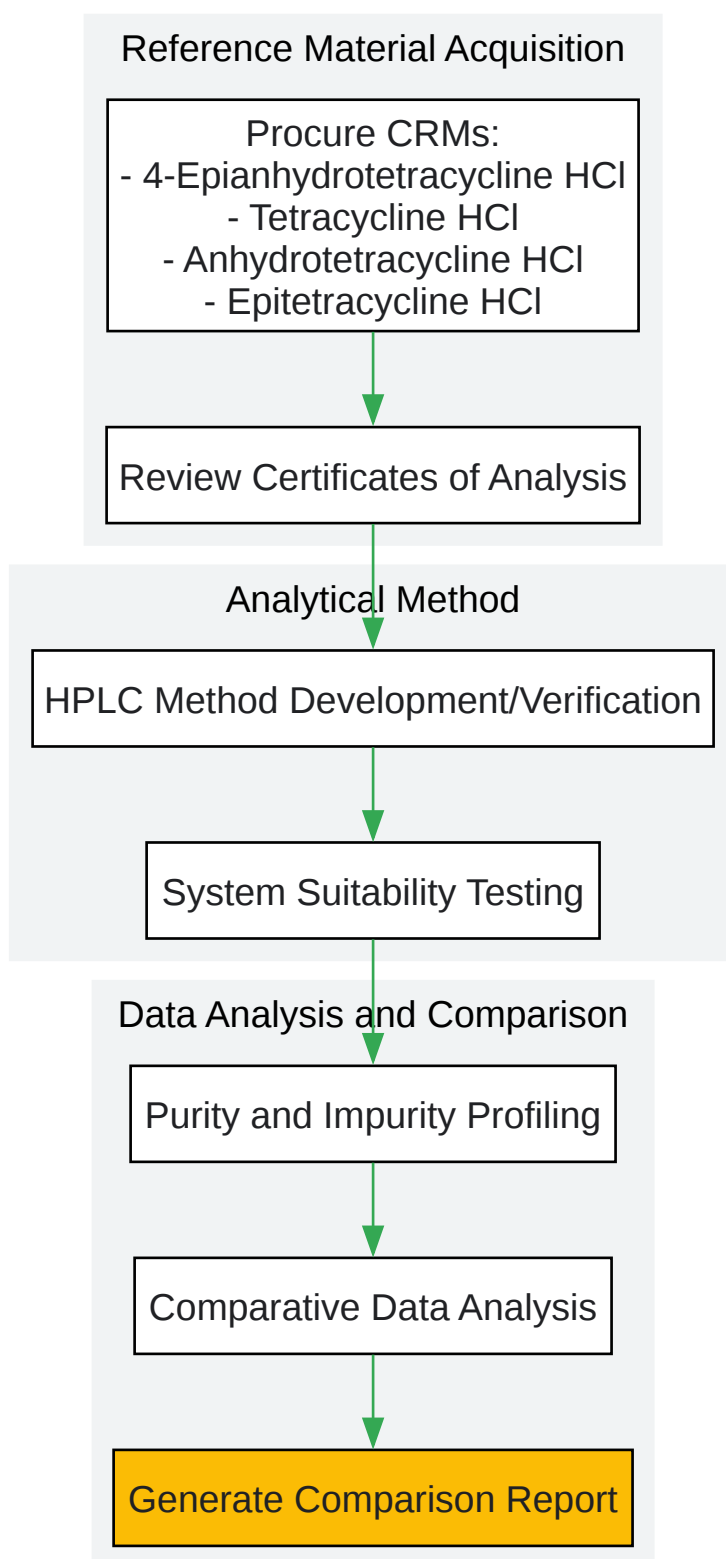 Reference Material Acquisition
Procure CRMs:
- 4-Epianhydrotetracycline HCl
- Tetracycline HCl
- Anhydrotetracycline HCl
- Epitetracycline HCl
Review Certificates of Analysis
Analytical Method
HPLC Method Development/Verification
System Suitability Testing
Data Analysis and Comparison
Purity and Impurity Profiling
Comparative Data Analysis
Generate Comparison Report